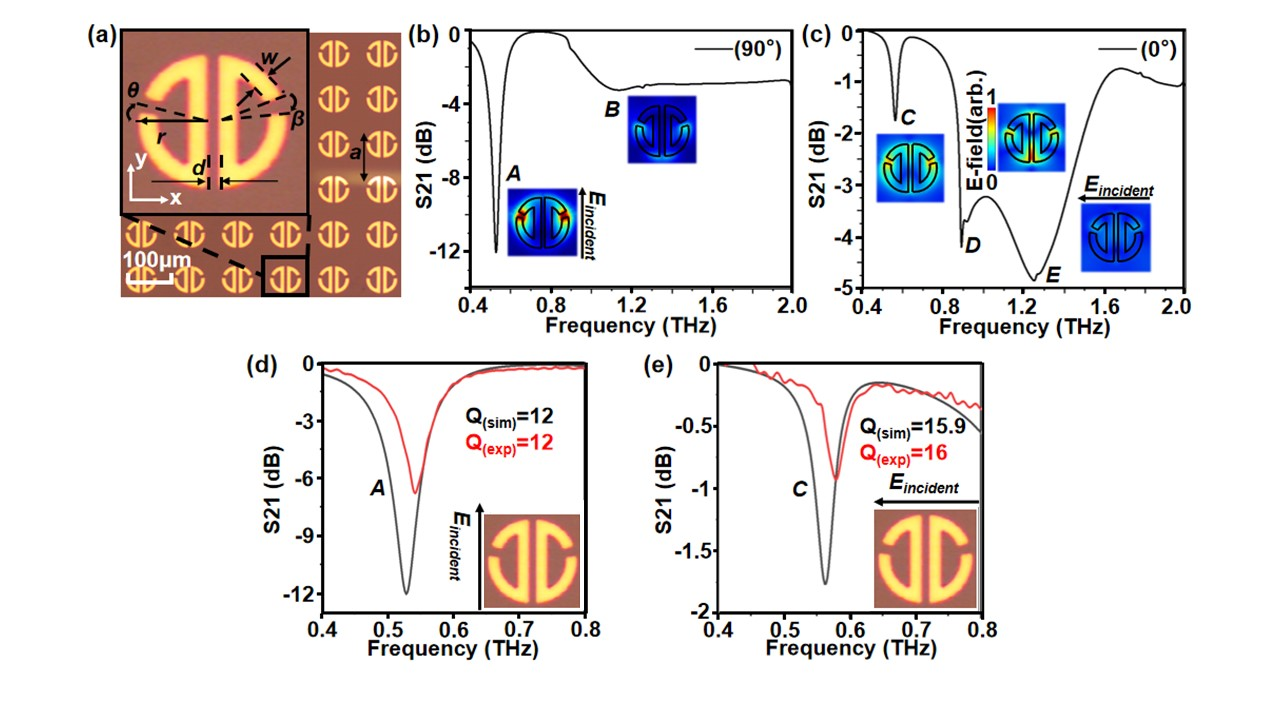 (a)
w
θ
β
r
d
y
x
a
100μm
(b)
(90°)
S21 (dB)
0
-4
-8
-12
A
B
E incident
0.4 0.8 1.2 1.6 2.0
Frequency (THz)
(c)
(0°)
S21 (dB)
0
-1
-2
-3
-4
-5
C
D
E
E-field(arb.)
1
0
E incident
0.4 0.8 1.2 1.6 2.0
Frequency (THz)
(d)
S21 (dB)
0
-3
-6
-9
-12
Q(sim)=12
Q(exp)=12
A
E incident
0.4 0.5 0.6 0.7 0.8
Frequency (THz)
(e)
S21 (dB)
0
-0.5
-1
-1.5
-2
Q(sim)=15.9
Q(exp)=16
C
E incident
0.4 0.5 0.6 0.7 0.8
Frequency (THz)